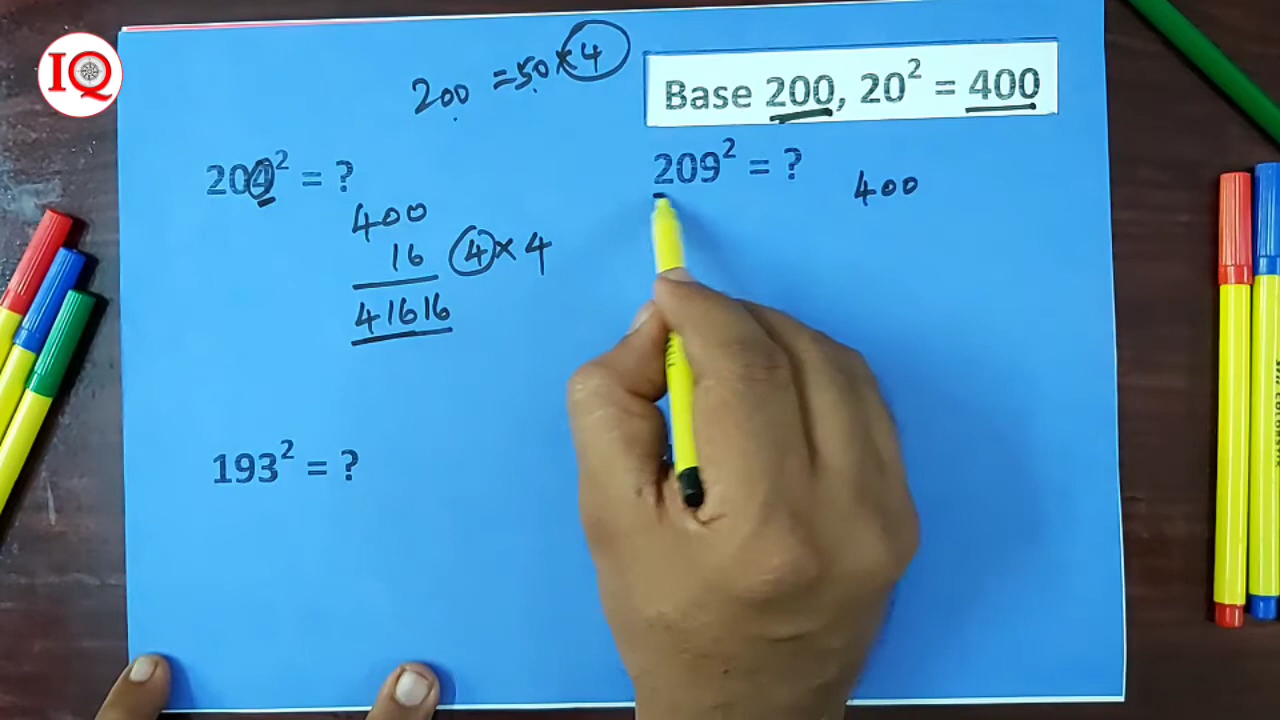 IQ
200 = 50 × 4
Base 200, 20² = 400
204² = ?
400
16 4 × 4
41616
209² = ?
400
193² = ?